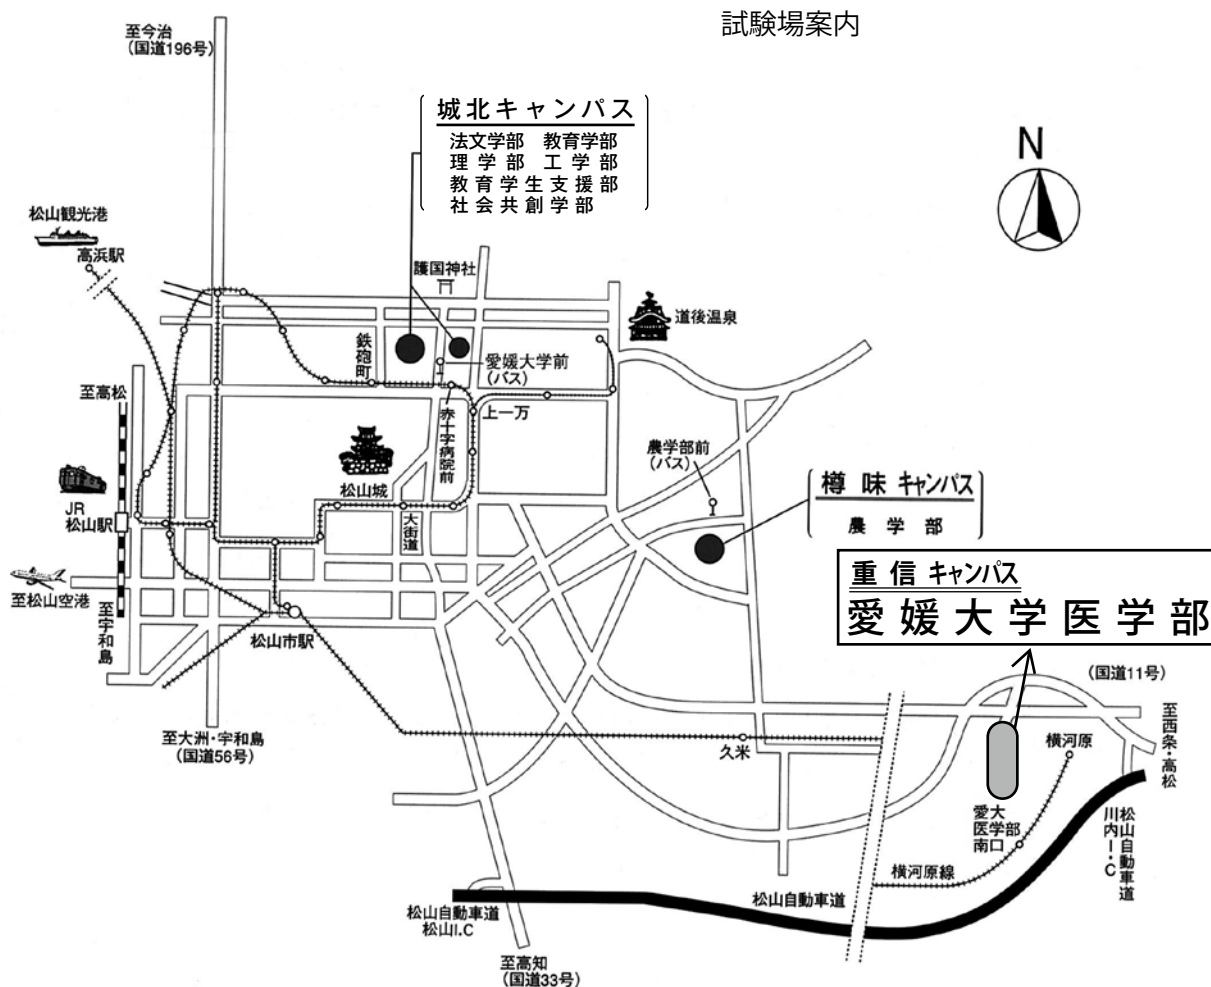 試験場案内
至今治
(国道196号)
城北キャンパス
法文学部 教育学部
理学部 工学部
教育学生支援部
社会共創学部
N
松山観光港
高浜駅
護国神社
道後温泉
鉄砲町
愛媛大学前
(バス)
至高松
赤十字病院前
上一万
農学部前
(バス)
樽味 キャンパス
農学部
松山城
JR
松山駅
大街道
重信 キャンパス
愛媛大学医学部
至松山空港
至宇和島
松山市駅
(国道11号)
至西条・高松
至大洲・宇和島
(国道56号)
久米
横河原
愛大
医学部
南口
松山自動車道
川内I・C
横河原線
松山自動車道
松山自動車道
松山I.C
至高知
(国道33号)